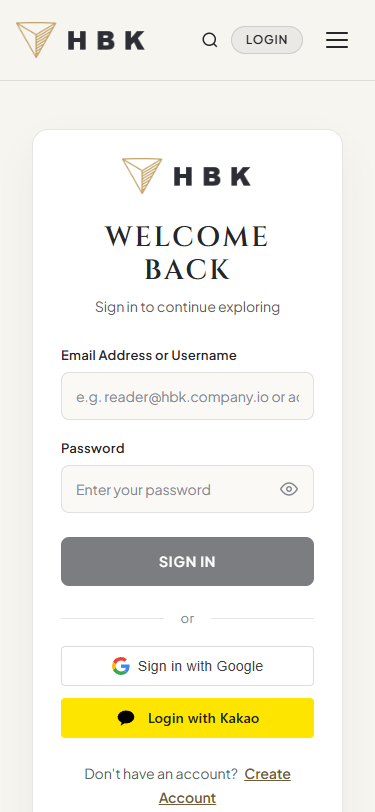 HBK
LOGIN
HBK
WELCOME
BACK
Sign in to continue exploring
Email Address or Username
e.g. reader@hbk.company.io or
Password
Enter your password
SIGN IN
or
Sign in with Google
Login with Kakao
Don't have an account? Create
Account